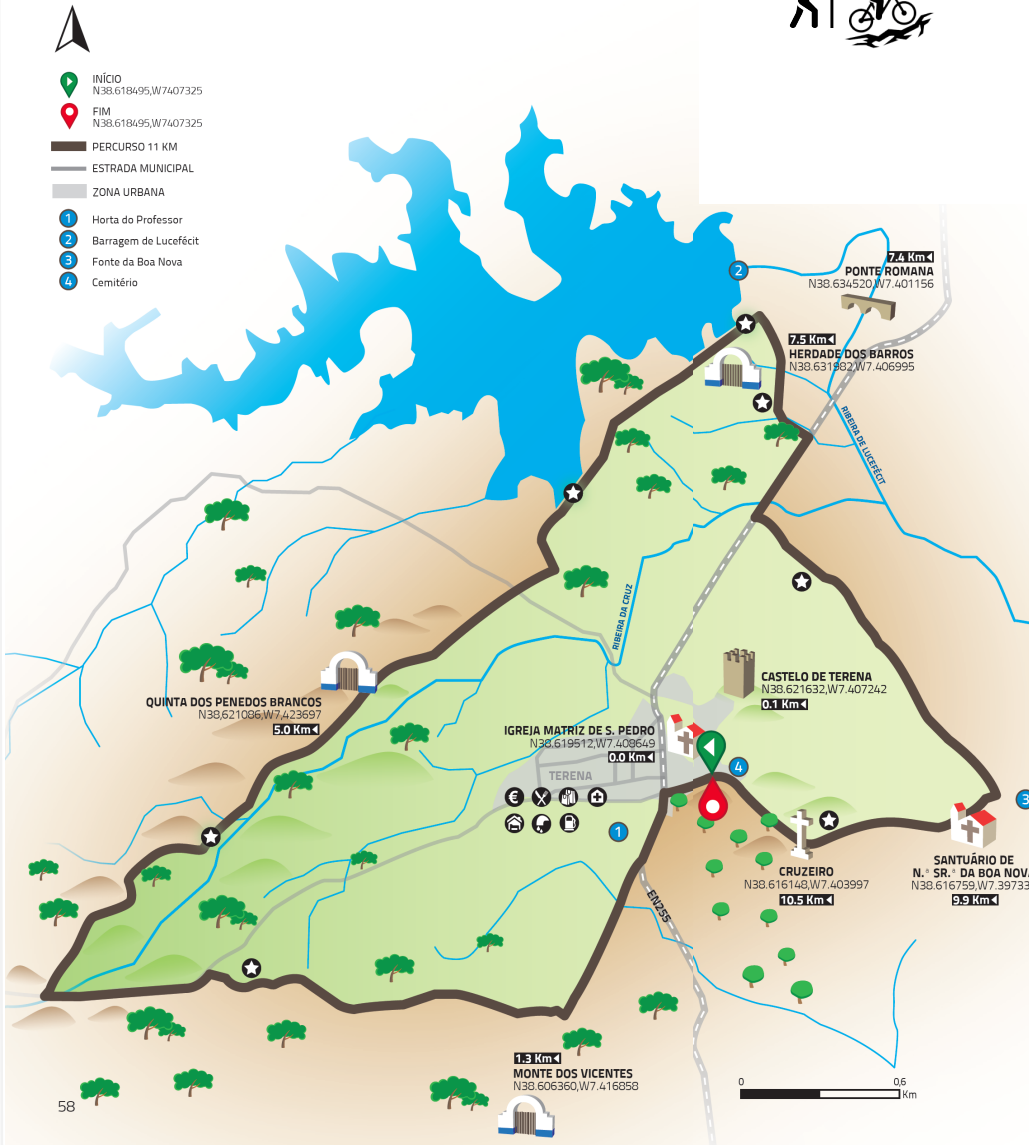 INÍCIO
N38.618495,W7407325
FIM
N38.618495,W7407325
PERCURSO 11 KM
ESTRADA MUNICIPAL
ZONA URBANA
1 Horta do Professor
2 Barragem de Lucefécit
3 Fonte da Boa Nova
4 Cemitério
2
7.4 Km
PONTE ROMANA
N38.634520,W7.401156
7.5 Km
HERDADE DOS BARROS
N38.631982,W7.406995
RIBEIRA DE LUCEFÉCIT
RIBEIRA DA CRUZ
QUINTA DOS PENEDOS BRANCOS
N38,621086,W7,423697
5.0 Km
CASTELO DE TERENA
N38.621632,W7.407242
0.1 Km
IGREJA MATRIZ DE S. PEDRO
N38.619512,W7.408649
0.0 Km
TERENA
€
4
1
3
CRUZEIRO
N38.616148,W7.403997
10.5 Km
SANTUÁRIO DE
N.ª SR.ª DA BOA NOVA
N38.616759,W7.39733
9.9 Km
EN255
1.3 Km
MONTE DOS VICENTES
N38.606360,W7.416858
0 0,6
Km
58